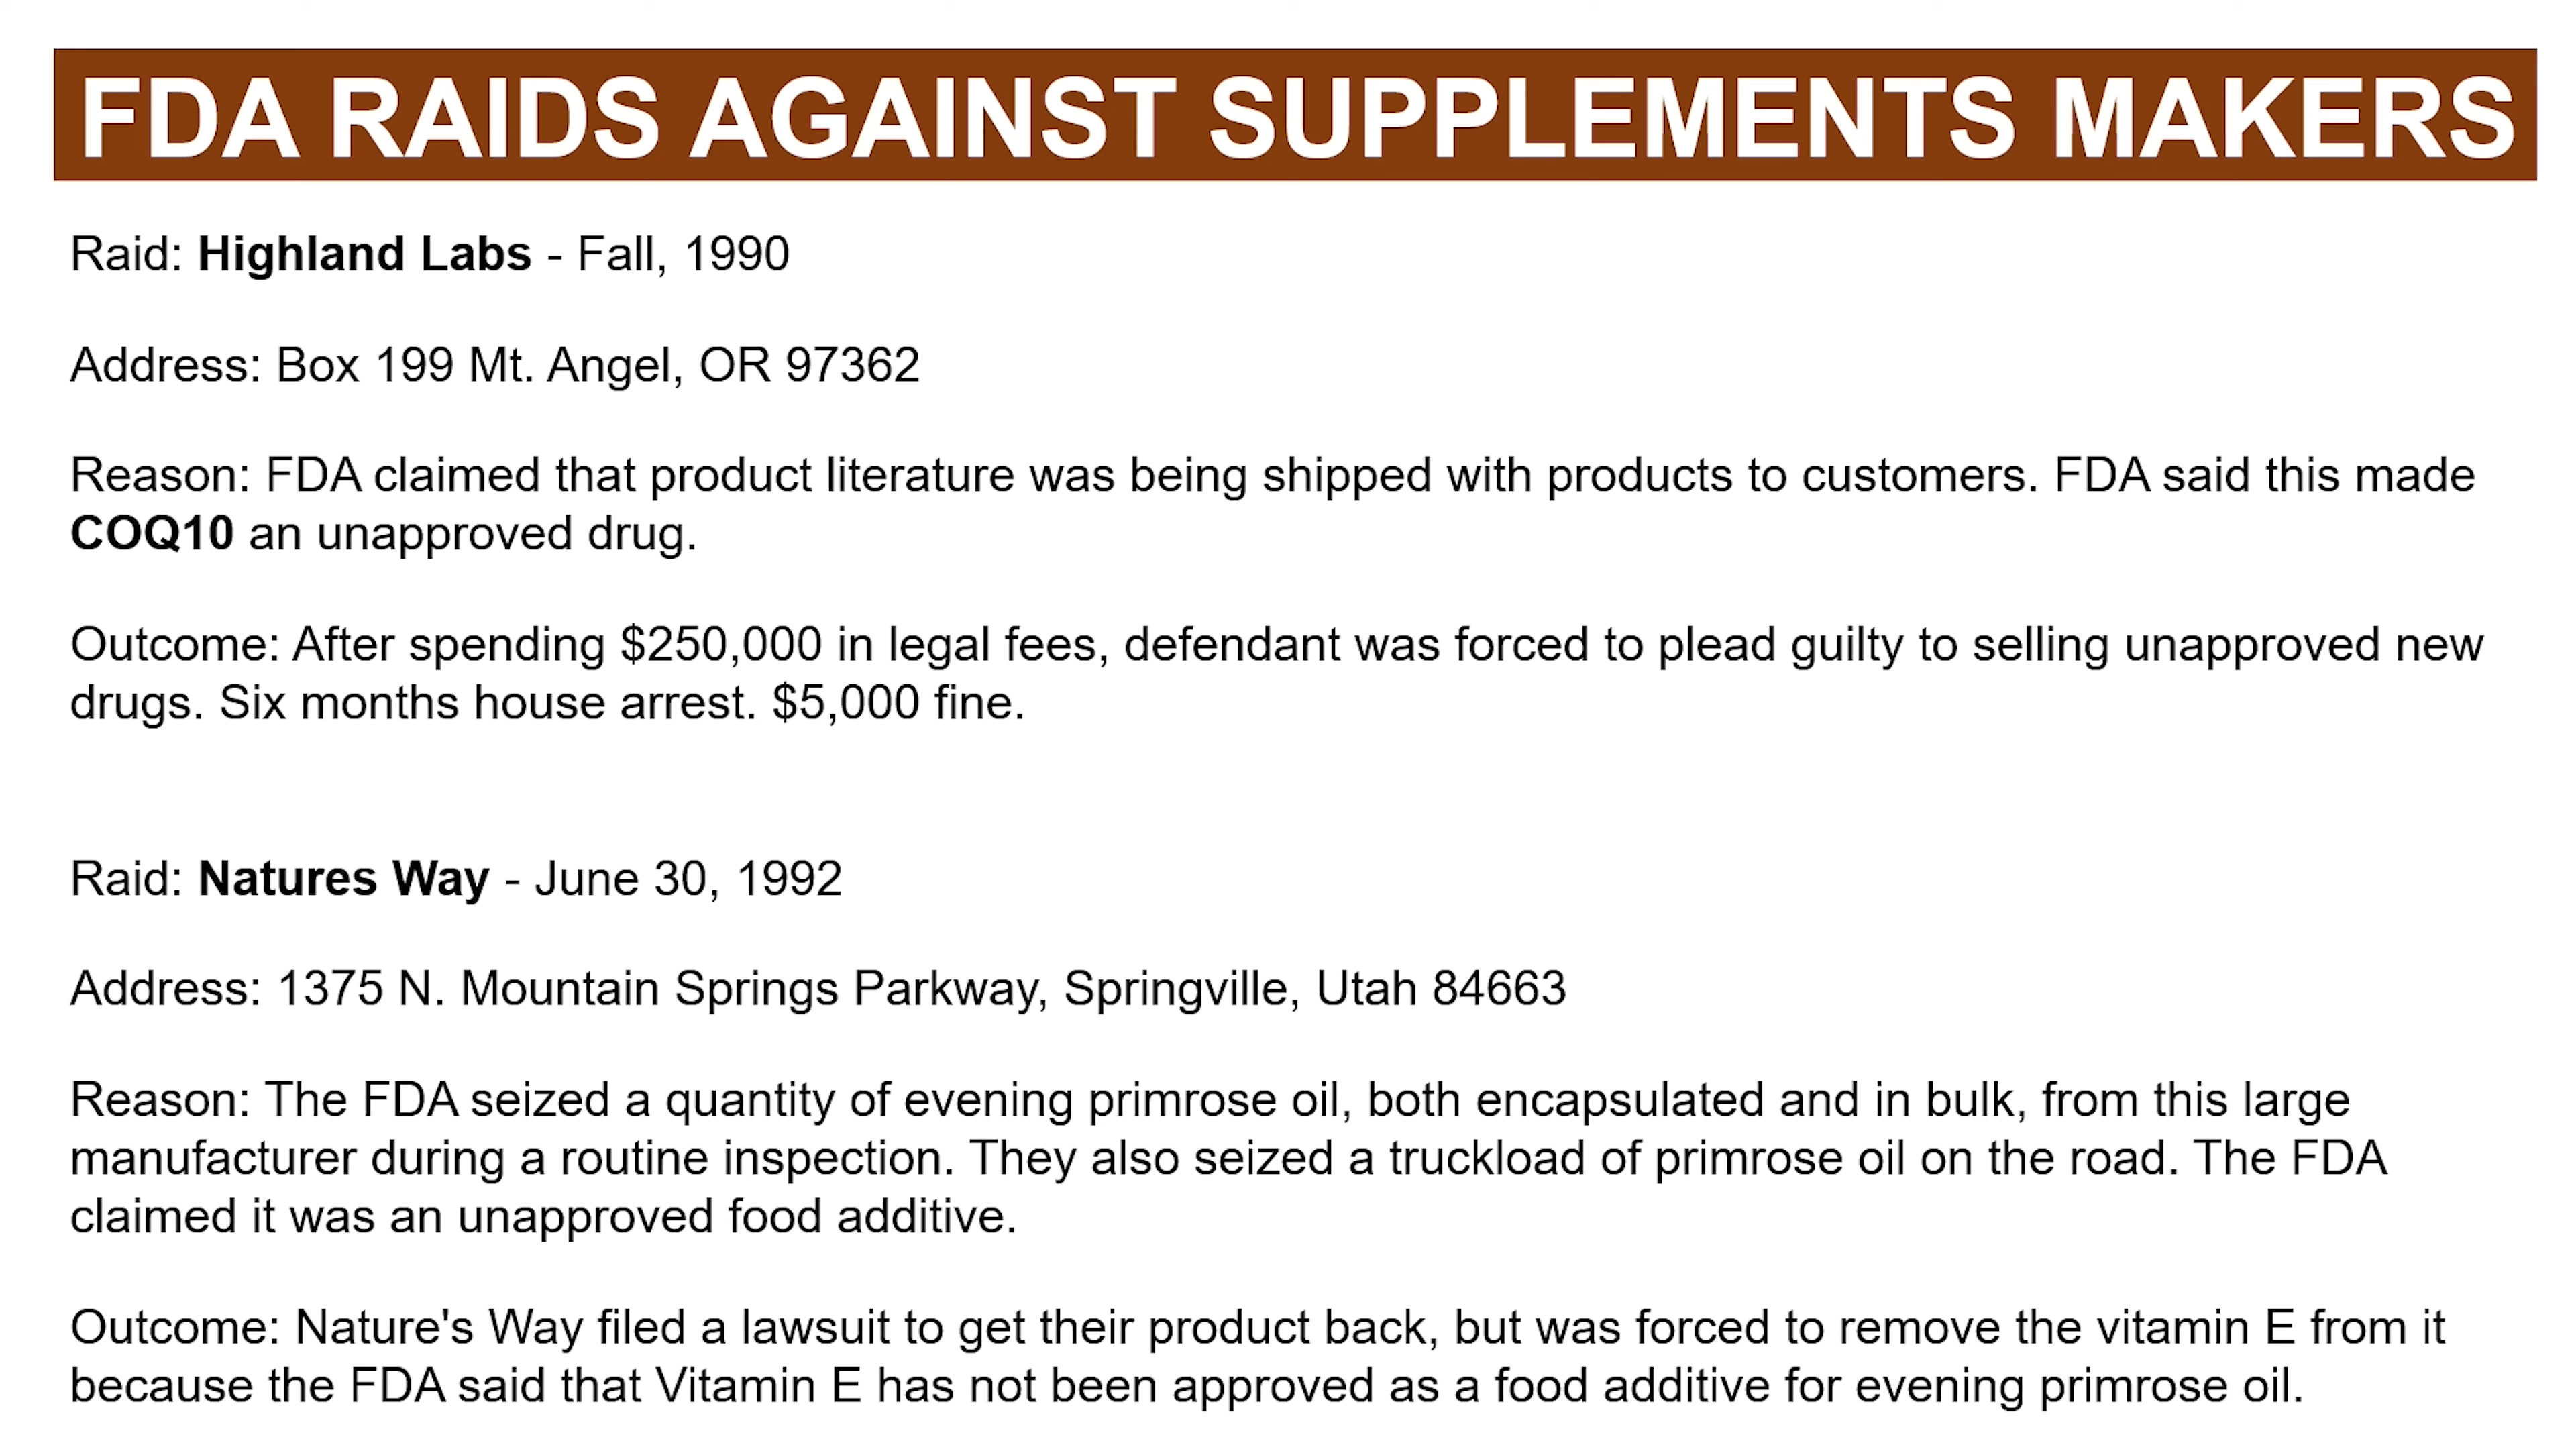 FDA RAIDS AGAINST SUPPLEMENTS MAKERS
Raid: Highland Labs - Fall, 1990
Address: Box 199 Mt. Angel, OR 97362
Reason: FDA claimed that product literature was being shipped with products to customers. FDA said this made
COQ10 an unapproved drug.
Outcome: After spending $250,000 in legal fees, defendant was forced to plead guilty to selling unapproved new
drugs. Six months house arrest. $5,000 fine.
Raid: Natures Way - June 30, 1992
Address: 1375 N. Mountain Springs Parkway, Springville, Utah 84663
Reason: The FDA seized a quantity of evening primrose oil, both encapsulated and in bulk, from this large
manufacturer during a routine inspection. They also seized a truckload of primrose oil on the road. The FDA
claimed it was an unapproved food additive.
Outcome: Nature's Way filed a lawsuit to get their product back, but was forced to remove the vitamin E from it
because the FDA said that Vitamin E has not been approved as a food additive for evening primrose oil.